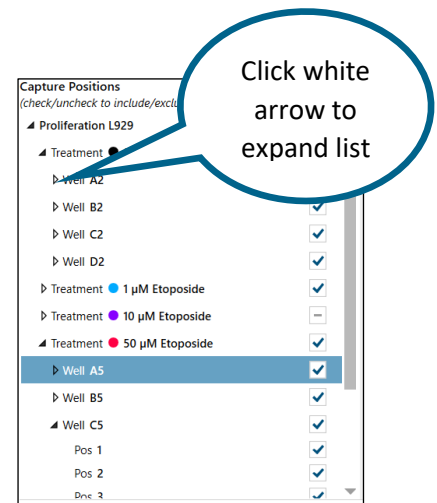 Click white
arrow to
expand list
Capture Positions
(check/uncheck to include/exclu
Proliferation L929
Treatment
Well A2
Well B2
Well C2
Well D2
Treatment 1 µM Etoposide
Treatment 10 µM Etoposide
Treatment 50 µM Etoposide
Well A5
Well B5
Well C5
Pos 1
Pos 2
Pos 3